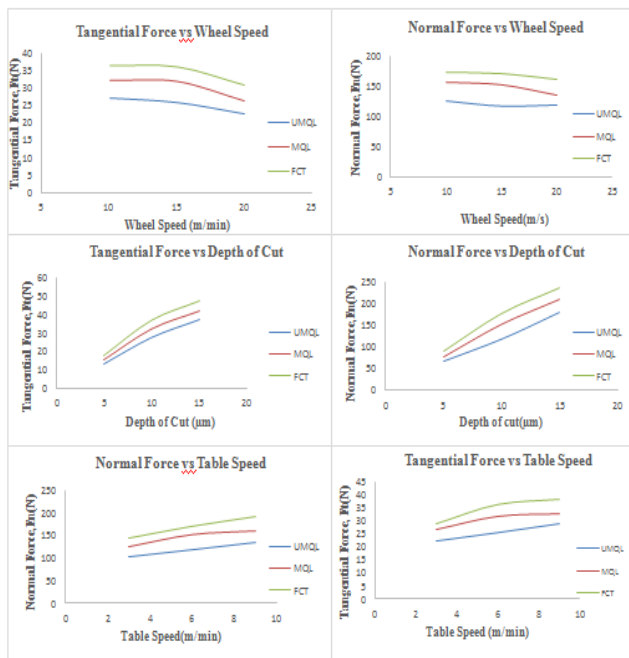 Tangential Force vs Wheel Speed
Tangential Force, Ft(N)
40
35
30
25
20
15
10
5
0
5
10
15
20
25
Wheel Speed (m/min)
UMQL
MQL
FCT
Normal Force vs Wheel Speed
Normal Force, Fn(N)
200
150
100
50
0
5
10
15
20
25
Wheel Speed(m/s)
UMQL
MQL
FCT
Tangential Force vs Depth of Cut
Tangential Force, Ft(N)
60
50
40
30
20
10
0
0
5
10
15
20
Depth of Cut (µm)
UMQL
MQL
FCT
Normal Force vs Depth of Cut
Normal Force, Fn(N)
250
200
150
100
50
0
0
5
10
15
20
Depth of cut(µm)
UMQL
MQL
FCT
Normal Force vs Table Speed
Normal Force, Fn(N)
250
200
150
100
50
0
0
2
4
6
8
10
Table Speed(m/min)
UMQL
MQL
FCT
Tangential Force vs Table Speed
Tangential Force, Ft(N)
45
40
35
30
25
20
15
10
5
0
0
2
4
6
8
10
Table Speed (m/min)
UMQL
MQL
FCT